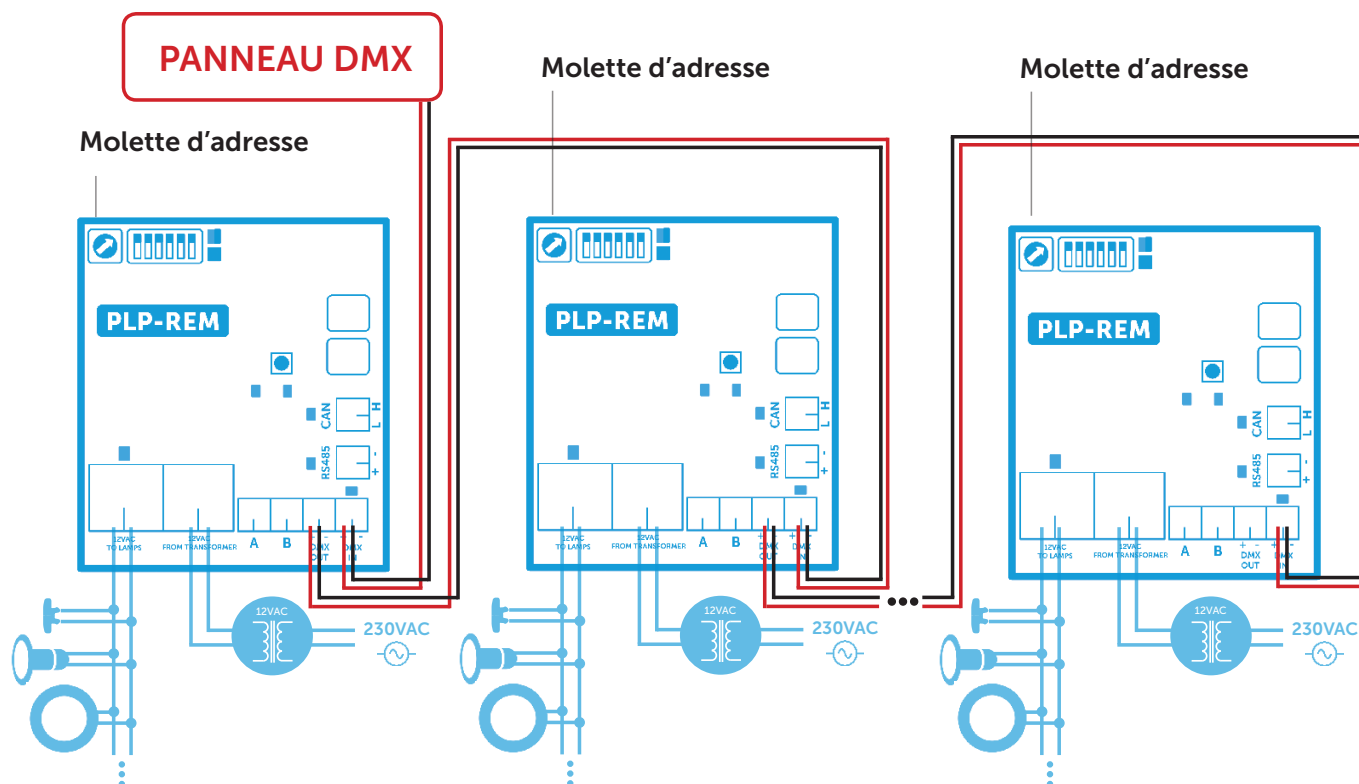 PANNEAU DMX
Molette d'adresse
Molette d'adresse
Molette d'adresse
PLP-REM
CAN
H
L
RS485
-
+
12VAC
TO LAMPS
12VAC
FROM TRANSFORMER
A
B
DMX
OUT
DMX
IN
12VAC
230VAC
PLP-REM
CAN
H
L
RS485
-
+
12VAC
TO LAMPS
12VAC
FROM TRANSFORMER
A
B
+ -
DMX
OUT
+ -
DMX
IN
12VAC
230VAC
PLP-REM
CAN
H
L
RS485
-
+
12VAC
TO LAMPS
12VAC
FROM TRANSFORMER
A
B
+ -
DMX
OUT
+ -
DMX
IN
12VAC
230VAC